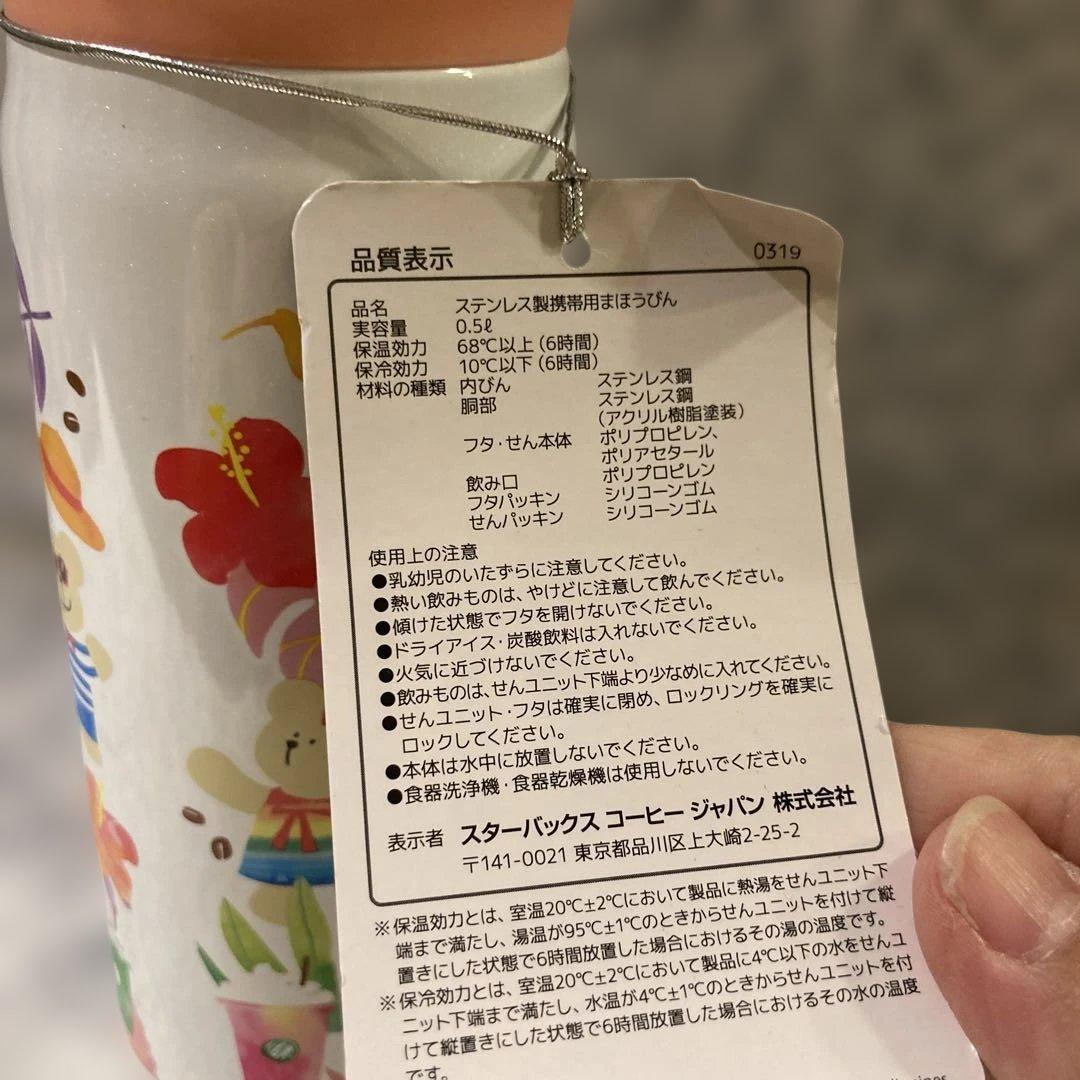 品質表示 0319
品名 ステンレス製携帯用まほうびん
実容量 0.5ℓ
保温効力 68℃以上(6時間)
保冷効力 10℃以下(6時間)
材料の種類 内びん ステンレス鋼
胴部 ステンレス鋼
(アクリル樹脂塗装)
フタ・せん本体 ポリプロピレン、
ポリアセタール
飲み口 ポリプロピレン
フタパッキン シリコーンゴム
せんパッキン シリコーンゴム
使用上の注意
●乳幼児のいたずらに注意してください。
●熱い飲みものは、やけどに注意して飲んでください。
●傾けた状態でフタを開けないでください。
●ドライアイス・炭酸飲料は入れないでください。
●火気に近づけないでください。
●飲みものは、せんユニット下端より少なめに入れてください。
●せんユニット・フタは確実に閉め、ロックリングを確実に
ロックしてください。
●本体は水中に放置しないでください。
●食器洗浄機・食器乾燥機は使用しないでください。
表示者 スターバックス コーヒー ジャパン 株式会社
〒141-0021 東京都品川区上大崎2-25-2
※保温効力とは、室温20℃±2℃において製品に熱湯をせんユニット下
端まで満たし、湯温が95℃±1℃のときからせんユニットを付けて縦
置きにした状態で6時間放置した場合におけるその湯の温度です。
※保冷効力とは、室温20℃±2℃において製品に4℃以下の水をせんユ
ニット下端まで満たし、水温が4℃±1℃のときからせんユニットを付
けて縦置きにした状態で6時間放置した場合におけるその水の温度
です。